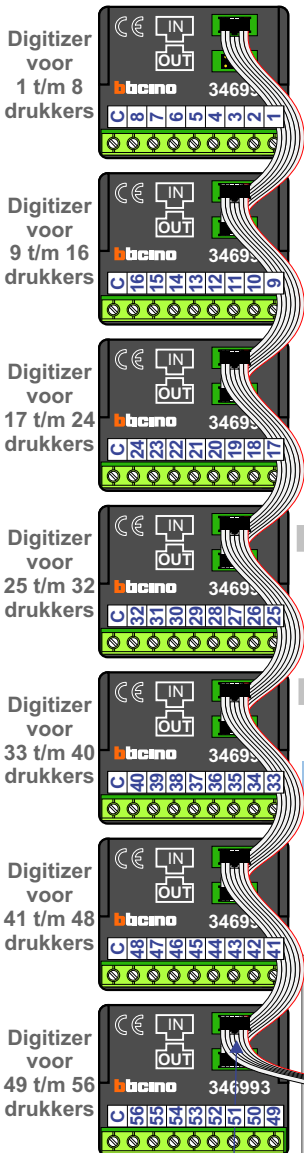 Digitizer
voor
1 t/m 8
drukkers
CE IN
OUT
bticino 34699
C 8 7 6 5 4 3 2 1
Digitizer
voor
9 t/m 16
drukkers
CE IN
OUT
bticino 34699
C 16 15 14 13 12 11 10 9
Digitizer
voor
17 t/m 24
drukkers
CE IN
OUT
bticino 34699
C 24 23 22 21 20 19 18 17
Digitizer
voor
25 t/m 32
drukkers
CE IN
OUT
bticino 34699
C 32 31 30 29 28 27 26 25
Digitizer
voor
33 t/m 40
drukkers
CE IN
OUT
bticino 34699
C 40 39 38 37 36 35 34 33
Digitizer
voor
41 t/m 48
drukkers
CE IN
OUT
bticino 34699
C 48 47 46 45 44 43 42 41
Digitizer
voor
49 t/m 56
drukkers
CE IN
OUT
bticino 346993
C 56 55 54 53 52 51 50 49